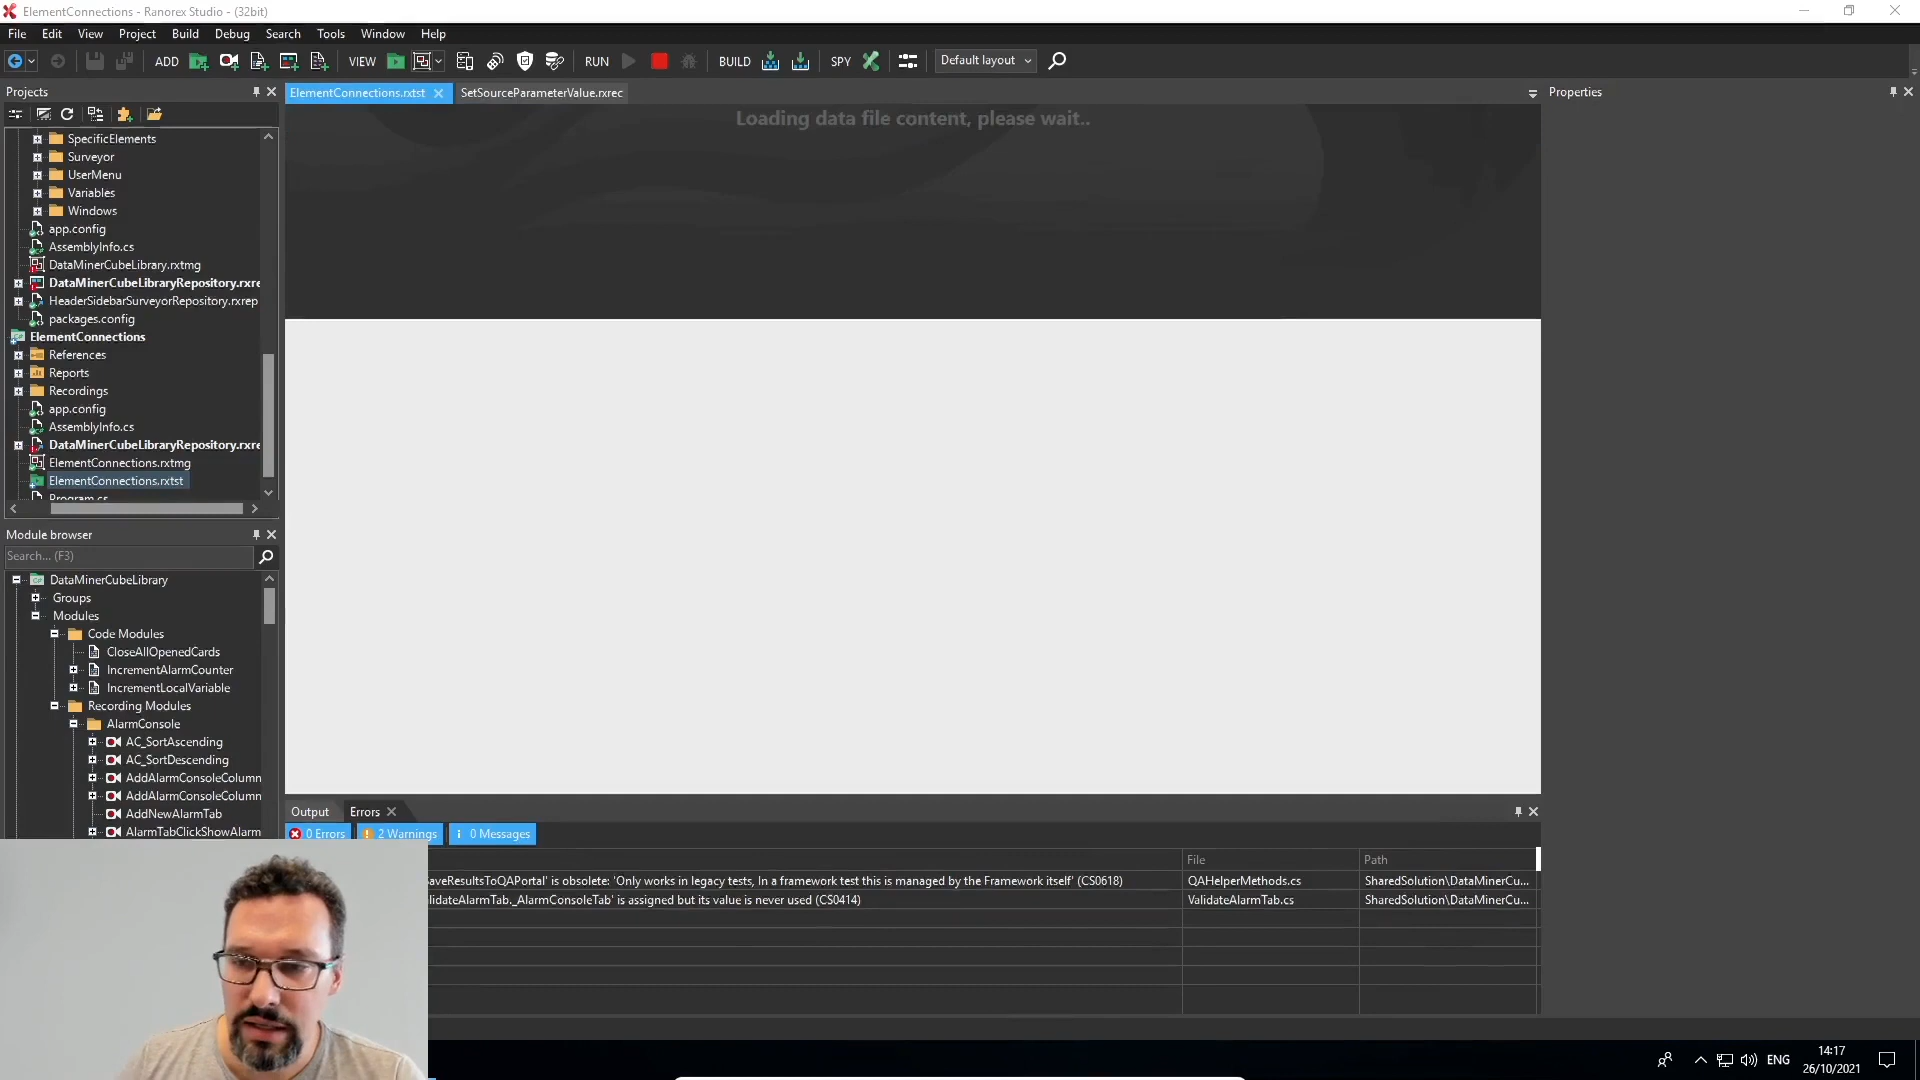 ElementConnections - Ranorex Studio - (32bit)
File Edit View Project Build Debug Search Tools Window Help
ADD VIEW RUN BUILD SPY Default layout
Projects
ElementConnections.rxtst SetSourceParameterValue.rxrec
Properties
Loading data file content, please wait..
SpecificElements
Surveyor
UserMenu
Variables
Windows
app.config
AssemblyInfo.cs
DataMinerCubeLibrary.rxtmg
DataMinerCubeLibraryRepository.rxre
HeaderSidebarSurveyorRepository.rxrep
packages.config
ElementConnections
References
Reports
Recordings
app.config
AssemblyInfo.cs
DataMinerCubeLibraryRepository.rxre
ElementConnections.rxtmg
ElementConnections.rxtst
Program.cs
Module browser
Search... (F3)
DataMinerCubeLibrary
Groups
Modules
Code Modules
CloseAllOpenedCards
IncrementAlarmCounter
IncrementLocalVariable
Recording Modules
AlarmConsole
AC_SortAscending
AC_SortDescending
AddAlarmConsoleColumn
AddAlarmConsoleColumn
AddNewAlarmTab
AlarmTabClickShowAlarm
Output Errors
0 Errors 2 Warnings 0 Messages
File Path
SaveResultsToQAPortal' is obsolete: 'Only works in legacy tests, In a framework test this is managed by the Framework itself' (CS0618) QAHelperMethods.cs SharedSolution\DataMinerCu...
lidateAlarmTab._AlarmConsoleTab' is assigned but its value is never used (CS0414) ValidateAlarmTab.cs SharedSolution\DataMinerCu...
ENG
14:17
26/10/2021